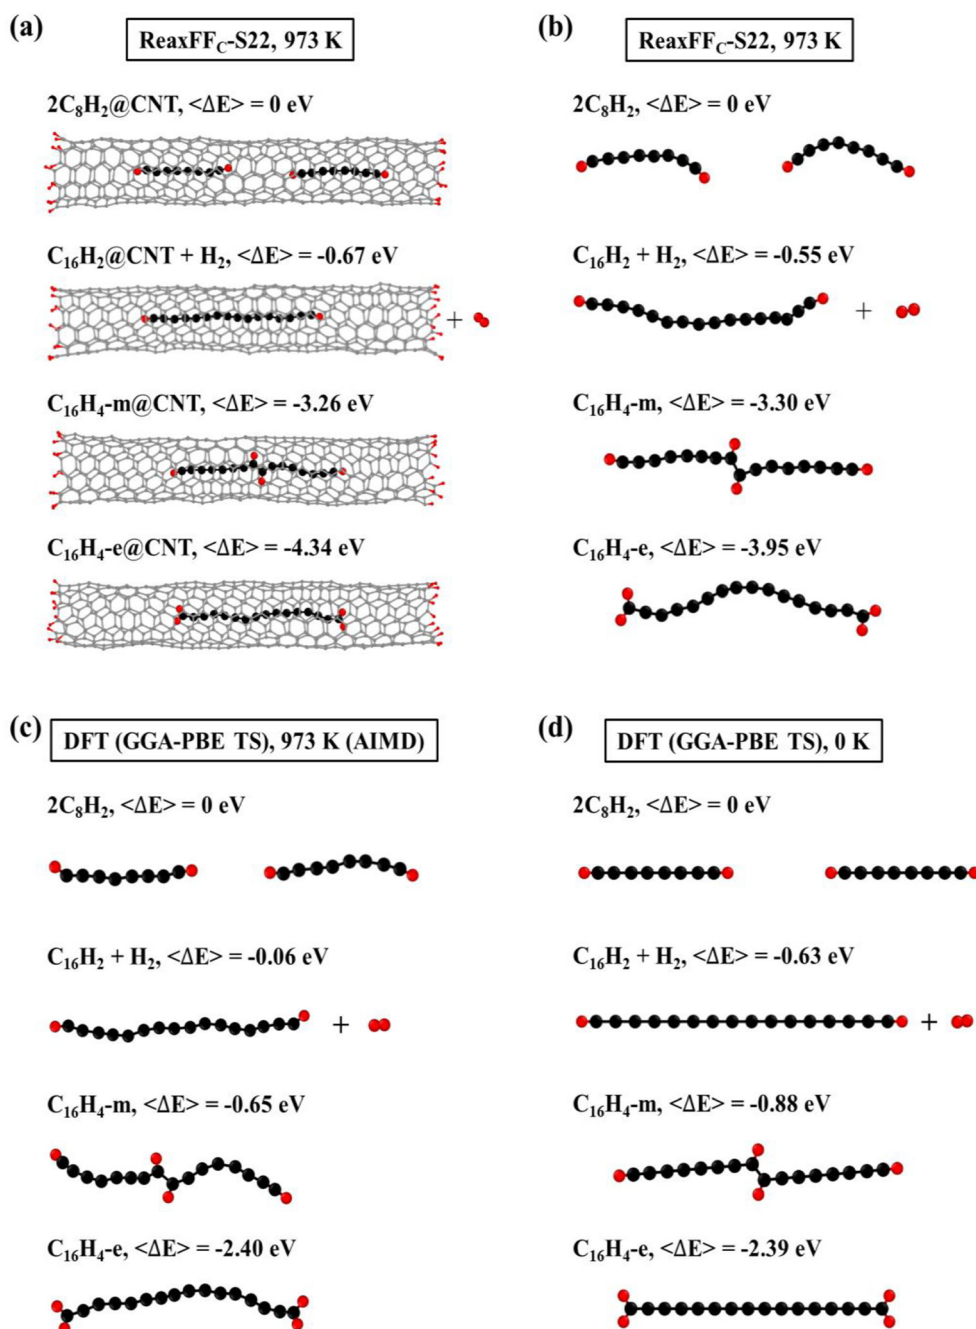 (a)
ReaxFF_C-S22, 973 K
2C₈H₂@CNT, <ΔE> = 0 eV
C₁₆H₂@CNT + H₂, <ΔE> = -0.67 eV
+
C₁₆H₄-m@CNT, <ΔE> = -3.26 eV
C₁₆H₄-e@CNT, <ΔE> = -4.34 eV
(b)
ReaxFF_C-S22, 973 K
2C₈H₂, <ΔE> = 0 eV
C₁₆H₂ + H₂, <ΔE> = -0.55 eV
+
C₁₆H₄-m, <ΔE> = -3.30 eV
C₁₆H₄-e, <ΔE> = -3.95 eV
(c)
DFT (GGA-PBE TS), 973 K (AIMD)
2C₈H₂, <ΔE> = 0 eV
C₁₆H₂ + H₂, <ΔE> = -0.06 eV
+
C₁₆H₄-m, <ΔE> = -0.65 eV
C₁₆H₄-e, <ΔE> = -2.40 eV
(d)
DFT (GGA-PBE TS), 0 K
2C₈H₂, <ΔE> = 0 eV
C₁₆H₂ + H₂, <ΔE> = -0.63 eV
+
C₁₆H₄-m, <ΔE> = -0.88 eV
C₁₆H₄-e, <ΔE> = -2.39 eV